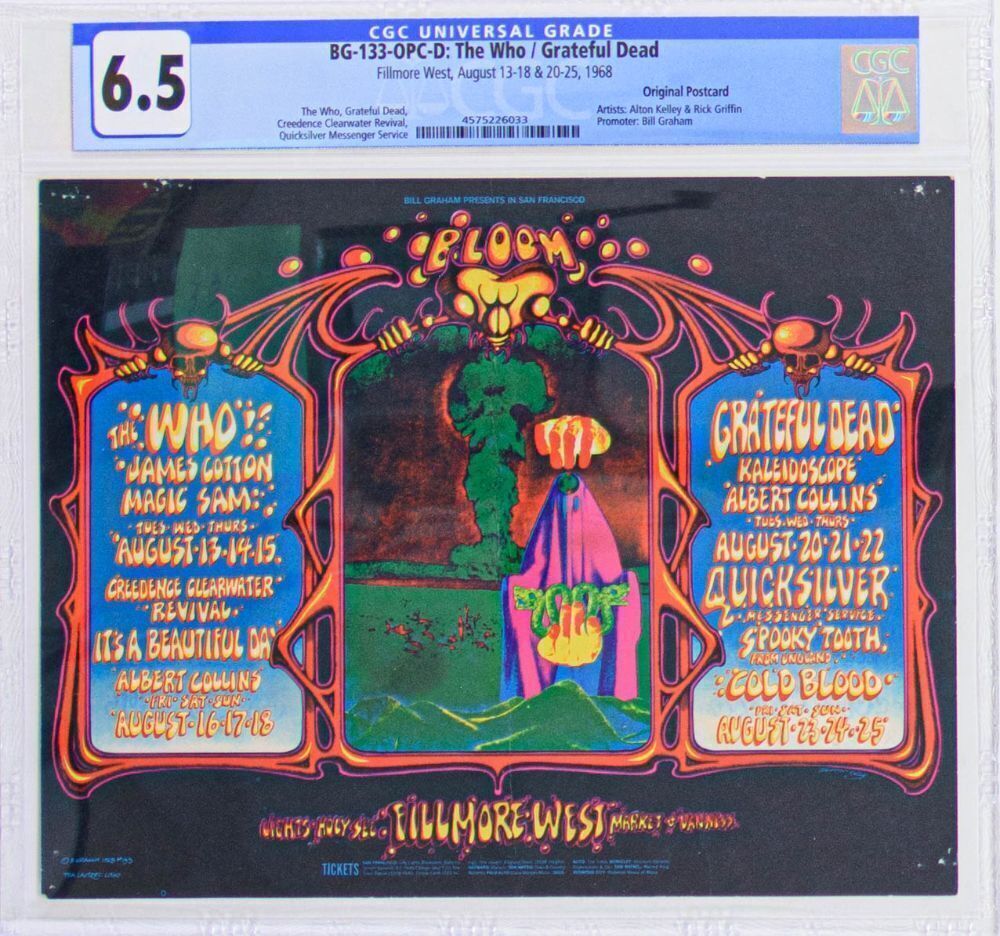 CGC UNIVERSAL GRADE
6.5
BG-133-OPC-D: The Who / Grateful Dead
Fillmore West, August 13-18 & 20-25, 1968
Original Postcard
The Who, Grateful Dead,
Creedence Clearwater Revival,
Quicksilver Messenger Service
4575226033
Artists: Alton Kelley & Rick Griffin
Promoter: Bill Graham
CGC
CGC
BILL GRAHAM PRESENTS IN SAN FRANCISCO
BLOOM
THE WHO!?
JAMES COTTON
MAGIC SAM:
TUES·WED·THURS·
AUGUST·13·14·15.
CREEDENCE CLEARWATER
REVIVAL·
IT'S A BEAUTIFUL DAY
ALBERT COLLINS
·FRI·SAT·SUN·
AUGUST·16·17·18
GRATEFUL DEAD
KALEIDOSCOPE
ALBERT COLLINS
·TUES·WED·THURS·
AUGUST·20·21·22
QUICKSILVER
·MESSENGER·SERVICE·
SPOOKY TOOTH.
FROM ENGLAND.
COLD BLOOD
·FRI·SAT·SUN·
AUGUST·23·24·25
LIGHTS·HOLY·SEE· FILLMORE·WEST MARKET & VANNESS
TICKETS